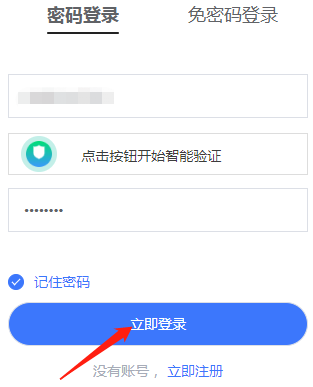 密码登录 免密码登录
点击按钮开始智能验证
••••••••
记住密码
立即登录
没有账号， 立即注册